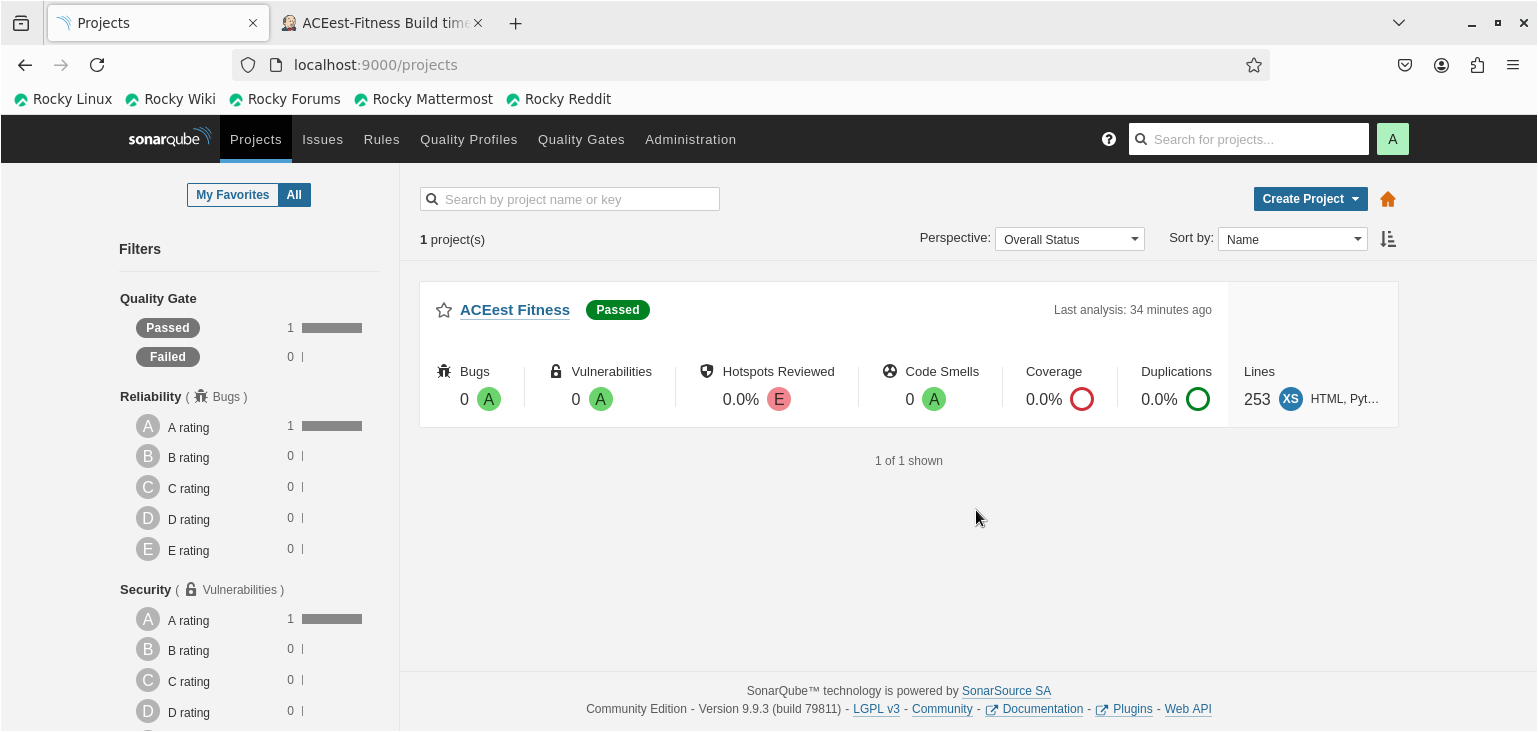 Projects
ACEest-Fitness Build time
localhost:9000/projects
Rocky Linux Rocky Wiki Rocky Forums Rocky Mattermost Rocky Reddit
sonarqube Projects Issues Rules Quality Profiles Quality Gates Administration ? Search for projects... A
My Favorites All
Filters
Quality Gate
Passed 1
Failed 0
Reliability ( Bugs )
A A rating 1
B B rating 0
C C rating 0
D D rating 0
E E rating 0
Security ( Vulnerabilities )
A A rating 1
B B rating 0
C C rating 0
D D rating 0
Search by project name or key
Create Project
1 project(s)
Perspective: Overall Status
Sort by: Name
ACEest Fitness Passed
Last analysis: 34 minutes ago
Bugs Vulnerabilities Hotspots Reviewed Code Smells Coverage Duplications Lines
0 A 0 A 0.0% E 0 A 0.0% 0.0% 253 XS HTML, Pyt...
1 of 1 shown
SonarQube™ technology is powered by SonarSource SA
Community Edition - Version 9.9.3 (build 79811) - LGPL v3 - Community - Documentation - Plugins - Web API